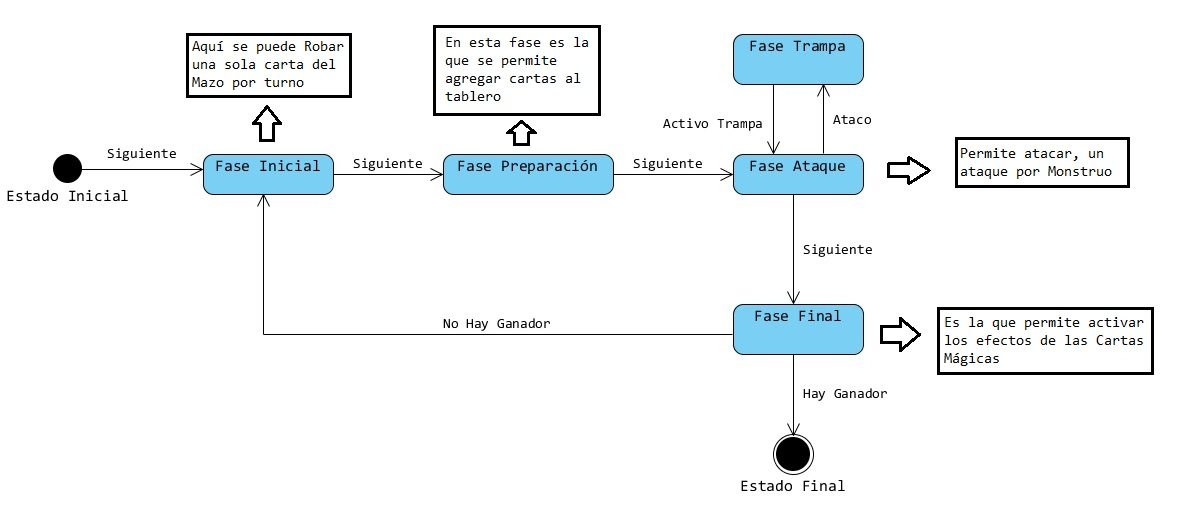 Aquí se puede Robar
una sola carta del
Mazo por turno
En esta fase es la
que se permite
agregar cartas al
tablero
Fase Trampa
Activo Trampa
Ataco
Siguiente
Estado Inicial
Fase Inicial
Siguiente
Fase Preparación
Siguiente
Fase Ataque
Permite atacar, un
ataque por Monstruo
Siguiente
No Hay Ganador
Fase Final
Es la que permite activar
los efectos de las Cartas
Mágicas
Hay Ganador
Estado Final